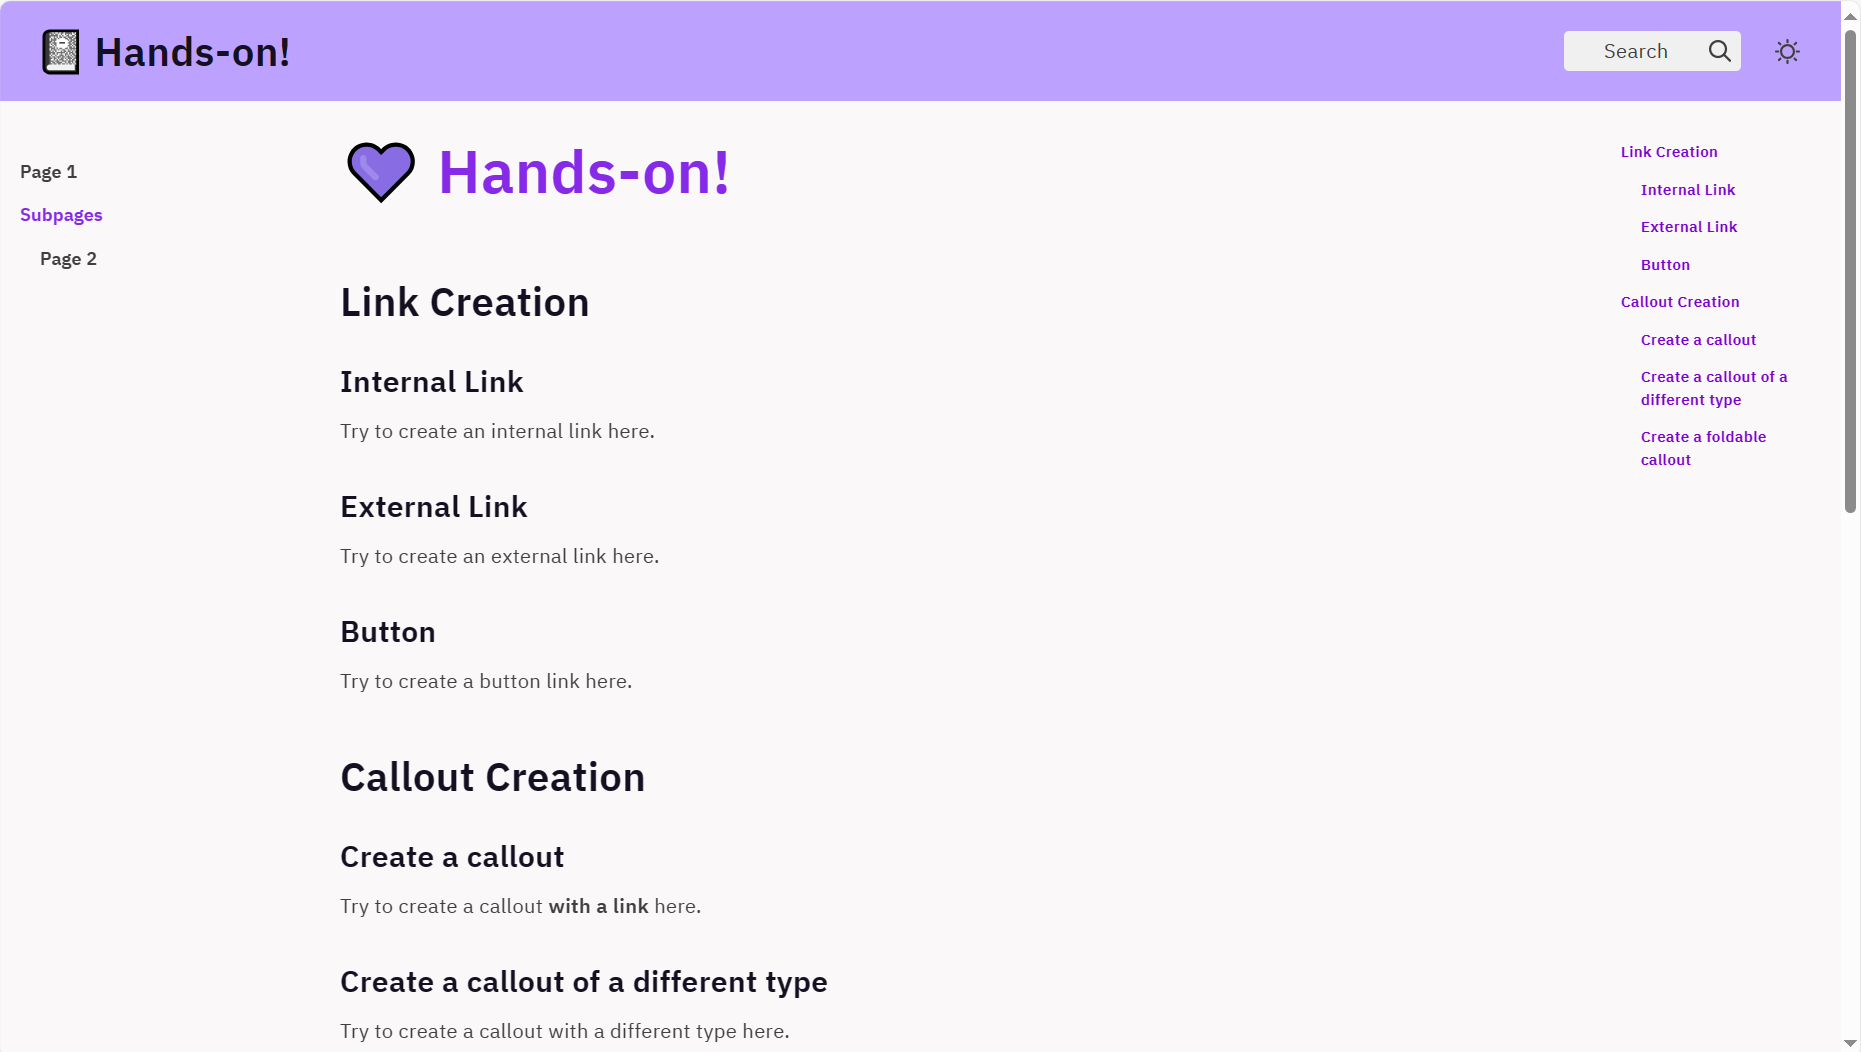 Hands-on!
Search
Page 1
Subpages
Page 2
Hands-on!
Link Creation
Internal Link
Try to create an internal link here.
External Link
Try to create an external link here.
Button
Try to create a button link here.
Callout Creation
Create a callout
Try to create a callout with a link here.
Create a callout of a different type
Try to create a callout with a different type here.
Link Creation
Internal Link
External Link
Button
Callout Creation
Create a callout
Create a callout of a
different type
Create a foldable
callout